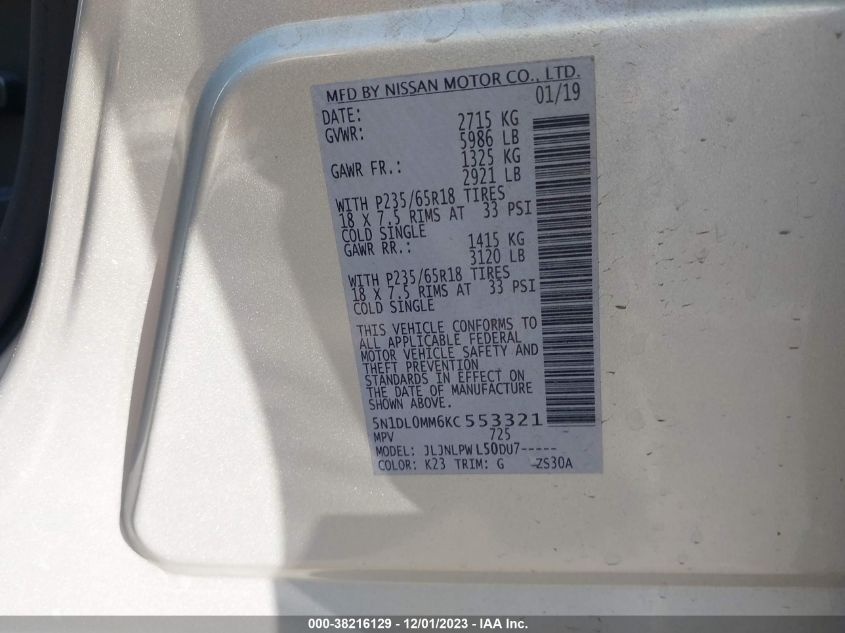 MFD BY NISSAN MOTOR CO., LTD.
DATE: 01/19
GVWR: 2715 KG
5986 LB
GAWR FR.: 1325 KG
2921 LB
WITH P235/65R18 TIRES
18 X 7.5 RIMS AT 33 PSI
COLD SINGLE
GAWR RR.: 1415 KG
3120 LB
WITH P235/65R18 TIRES
18 X 7.5 RIMS AT 33 PSI
COLD SINGLE
THIS VEHICLE CONFORMS TO
ALL APPLICABLE FEDERAL
MOTOR VEHICLE SAFETY AND
THEFT PREVENTION
STANDARDS IN EFFECT ON
THE DATE OF MANUFACTURE
SHOWN ABOVE.
5N1DL0MM6KC553321
MPV 725
MODEL: JLJNLPWL50DU7-----
COLOR: K23 TRIM: G -ZS30A
000-38216129 - 12/01/2023 - IAA Inc.